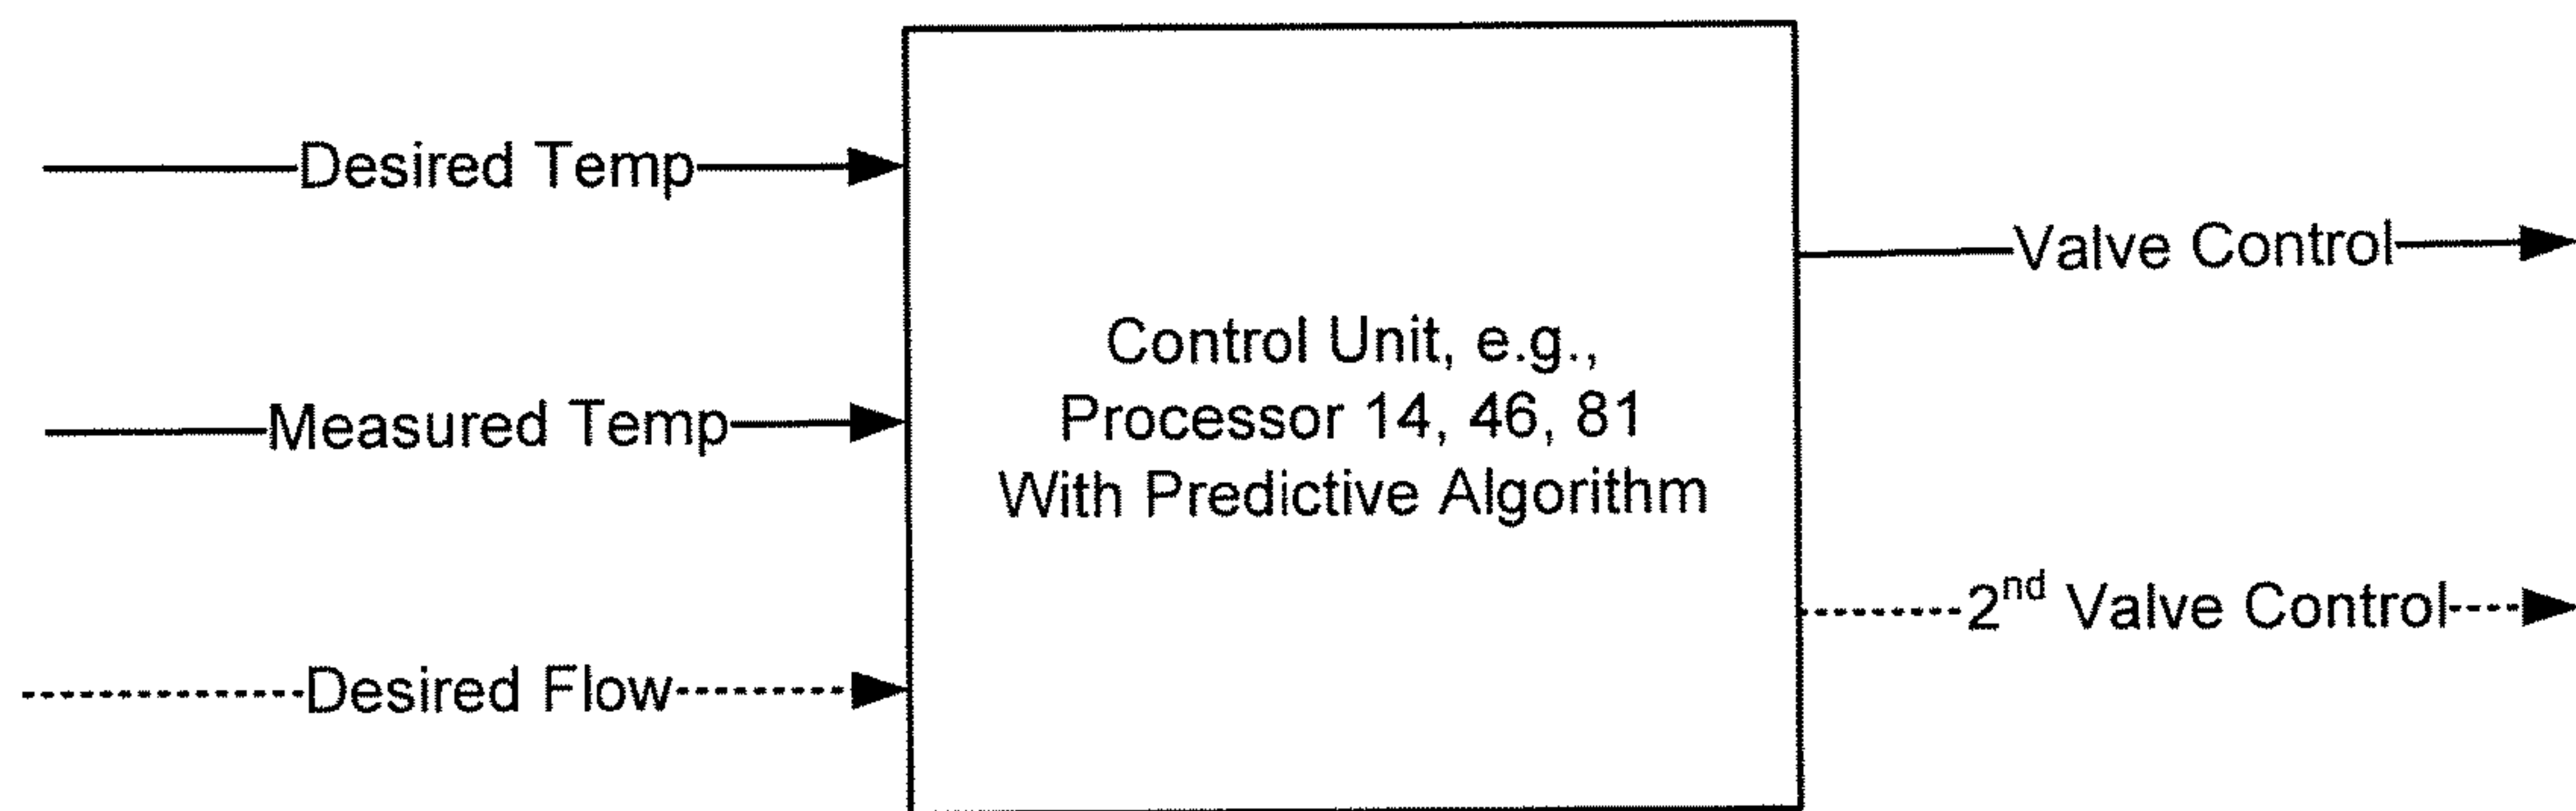 Desired Temp
Valve Control
Control Unit, e.g.,
Measured Temp
Processor 14, 46, 81
With Predictive Algorithm
2nd Valve Control
Desired Flow